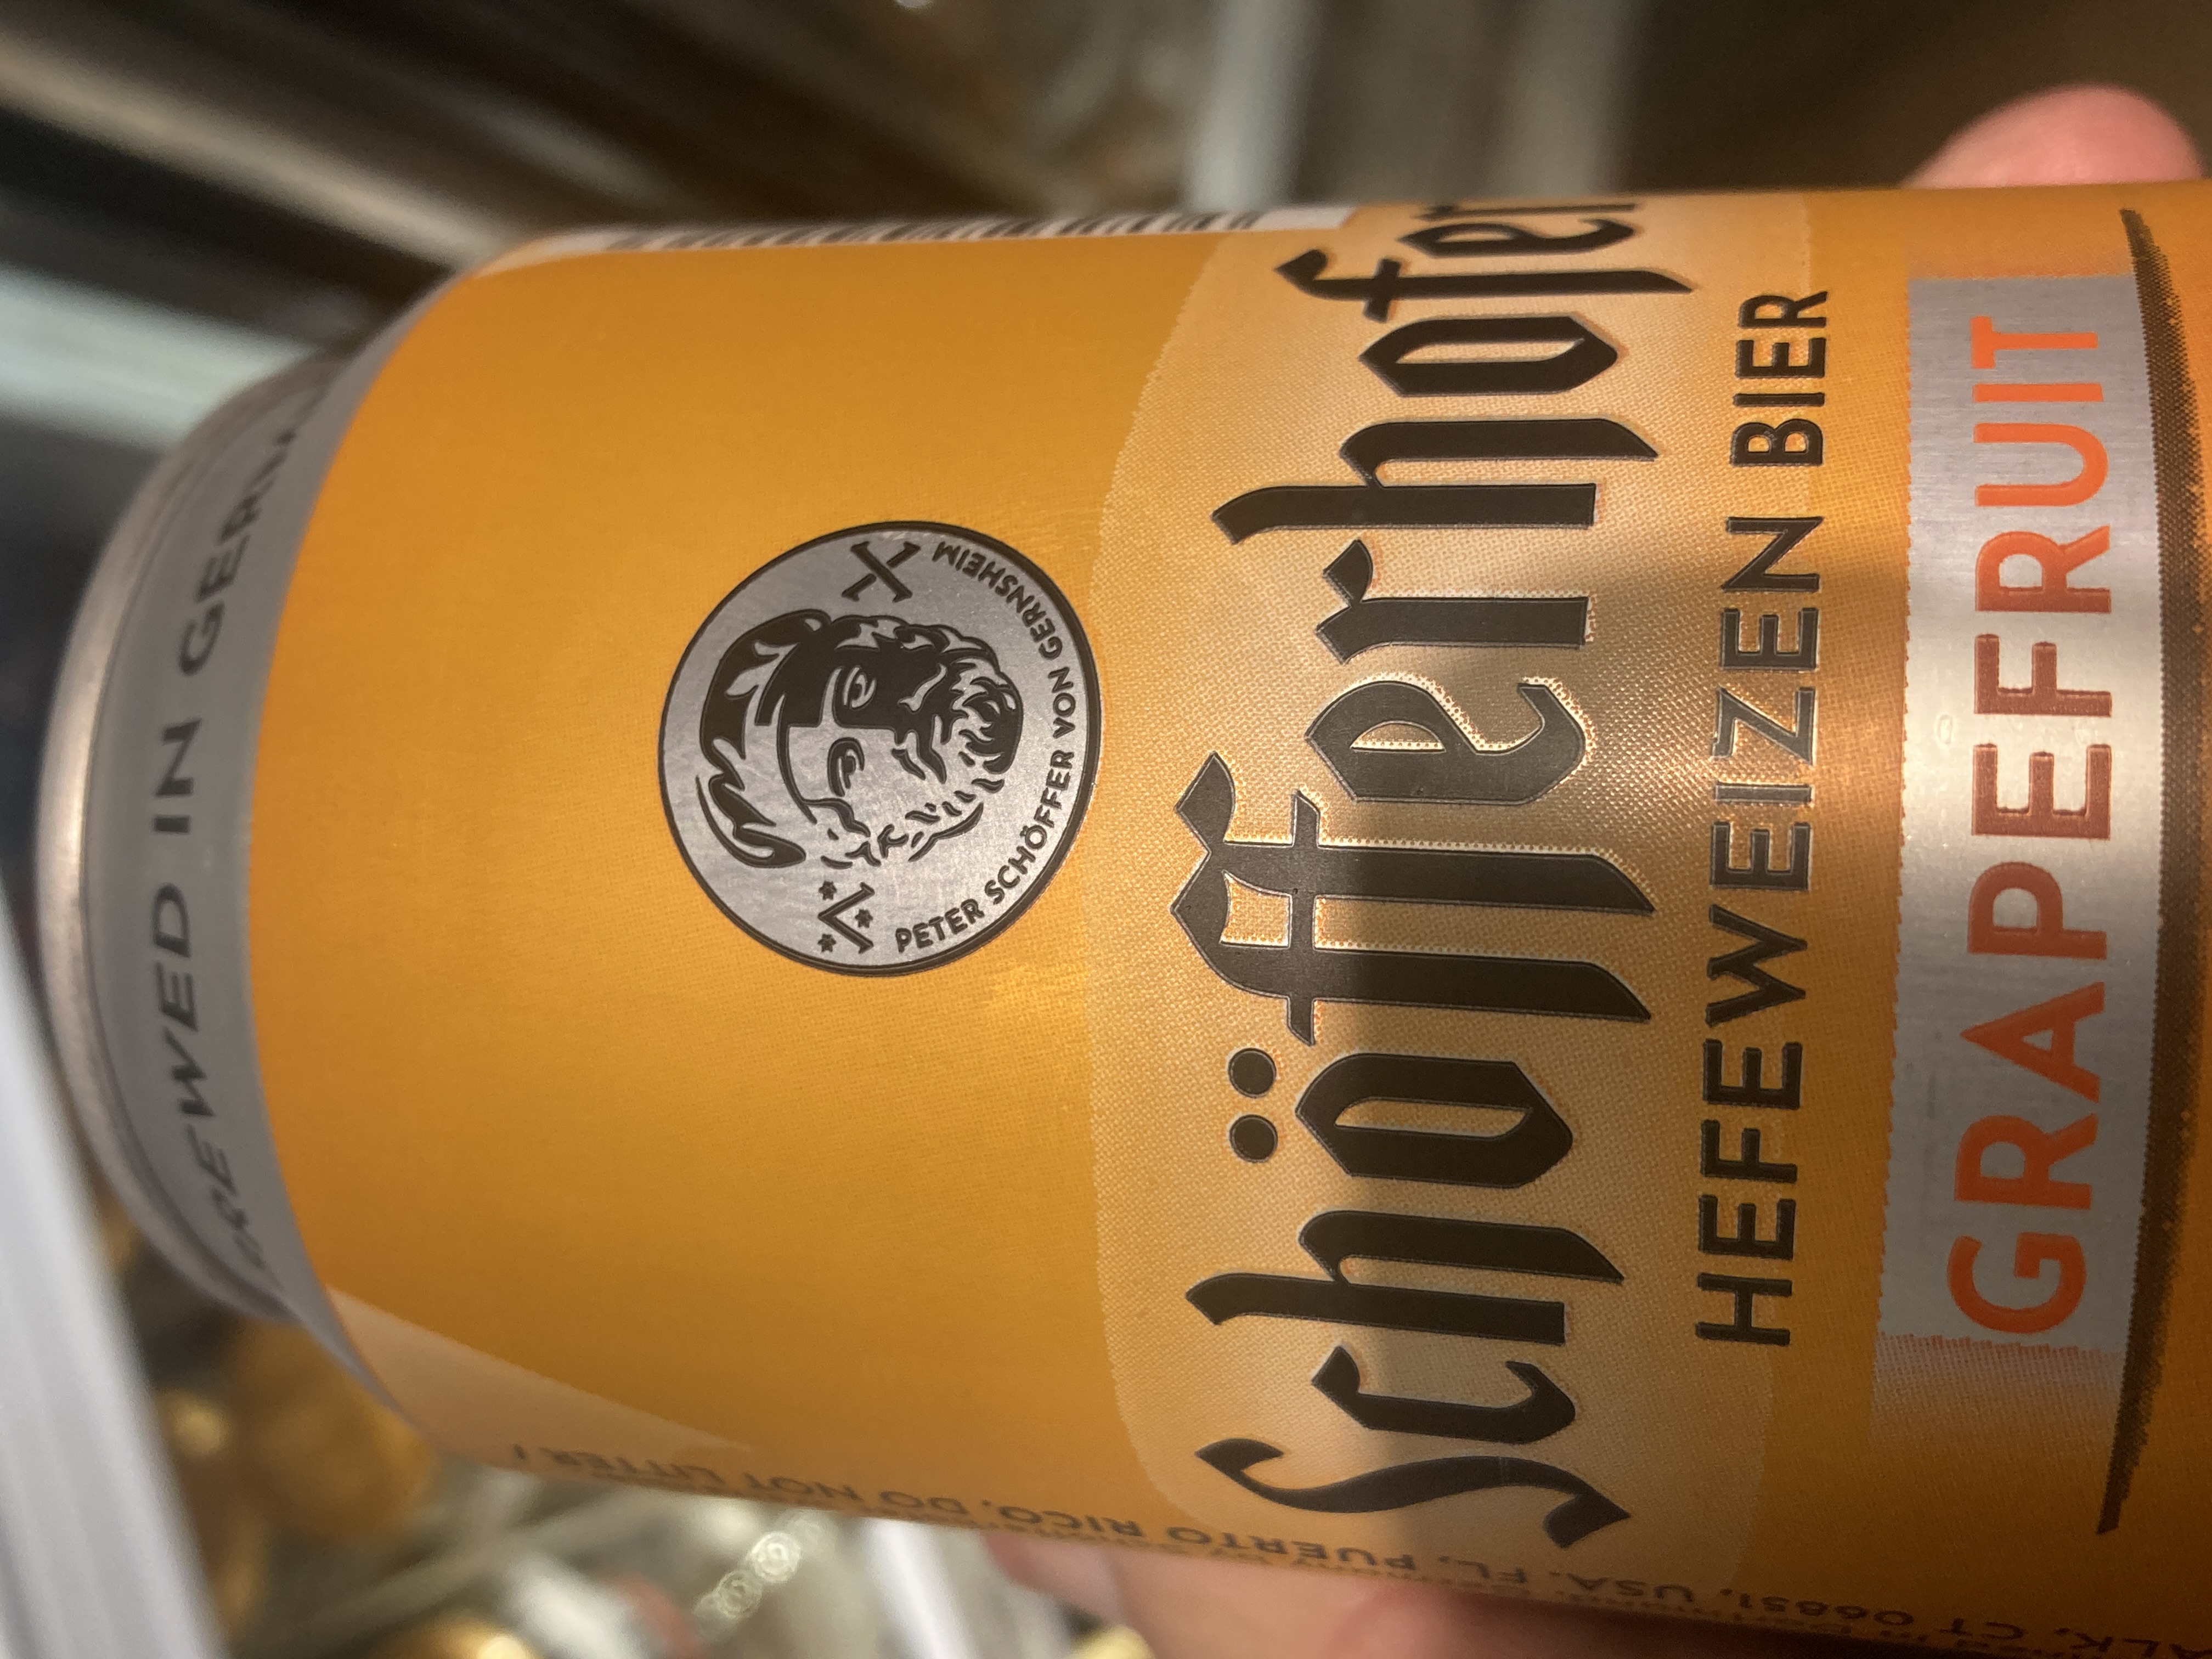 BREWED IN
PETER SCHÖFFER VON GERNSHEIM
Schöfferhofer
HEFEWEIZEN BIER
GRAPEFRUIT
FL, PUERTO RICO, DO NOT LITTER /
CT 06851, USA.